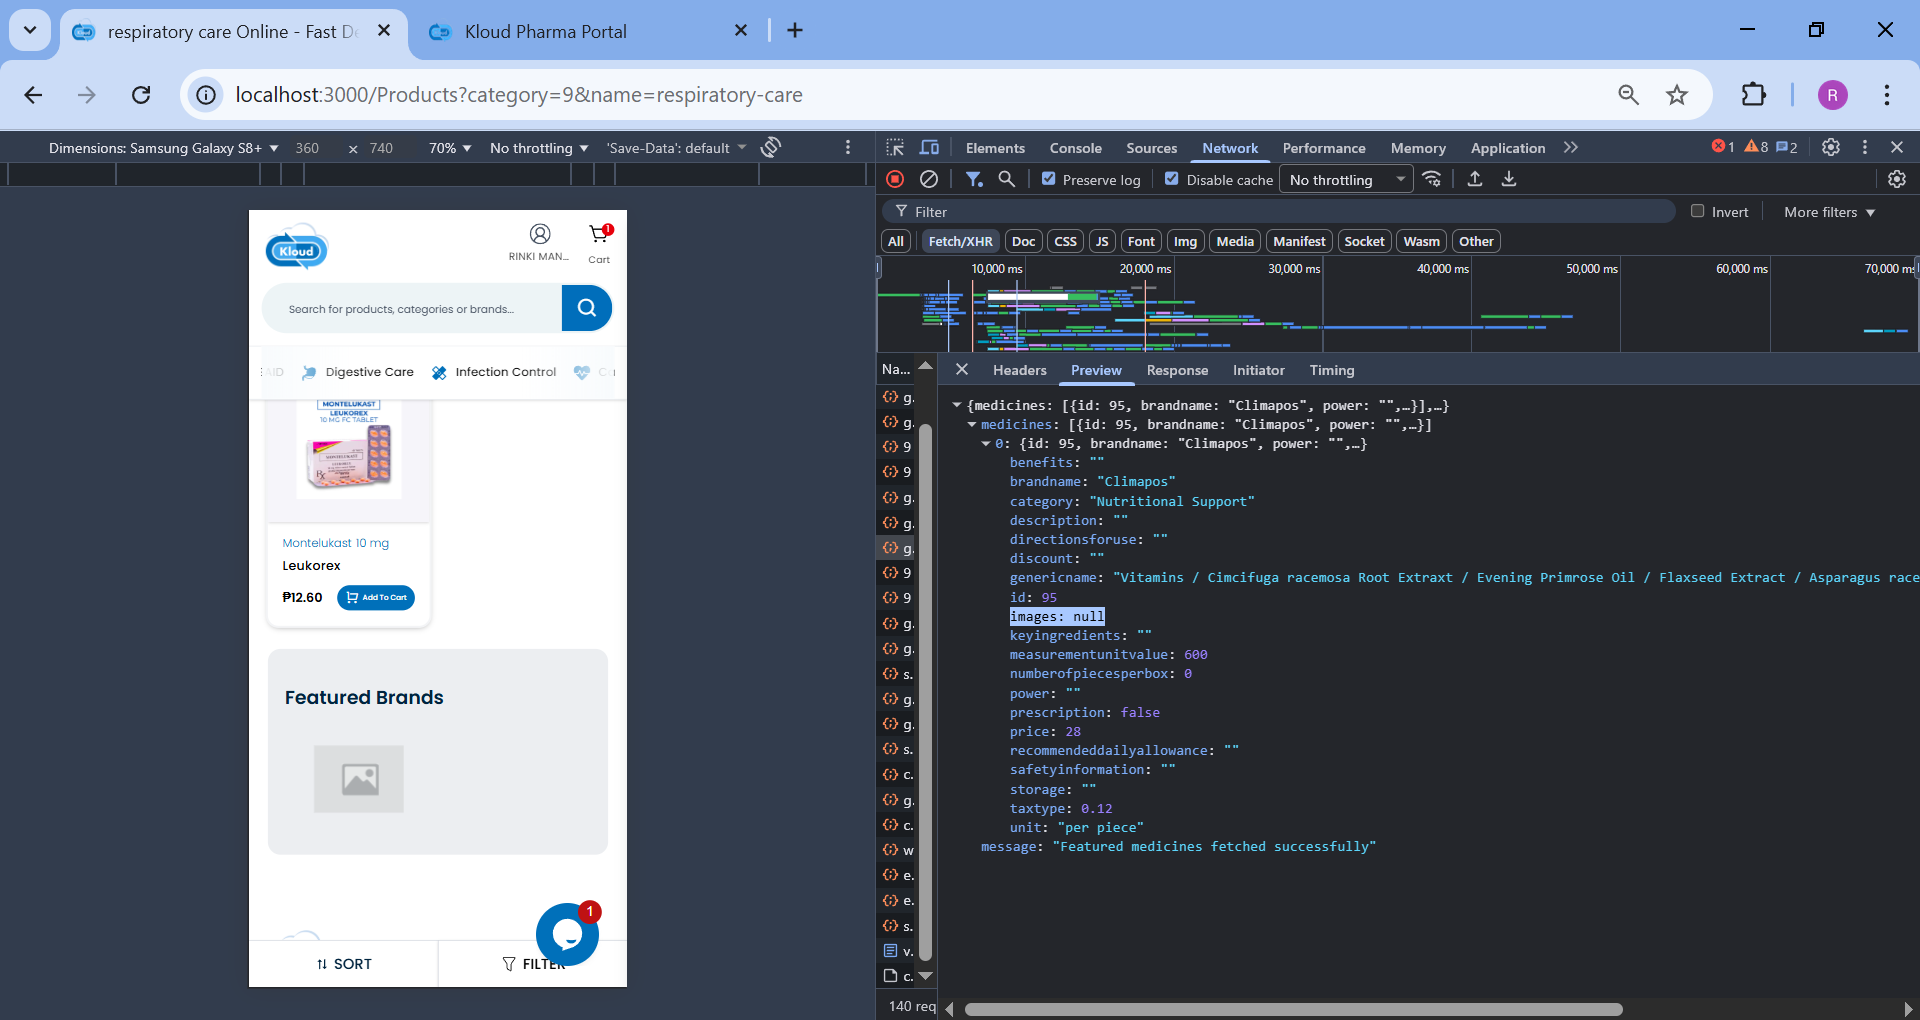 respiratory care Online - Fast De
Kloud Pharma Portal
localhost:3000/Products?category=9&name=respiratory-care
R
Dimensions: Samsung Galaxy S8+ 360 × 740 70% No throttling 'Save-Data': default
Elements Console Sources Network Performance Memory Application 1 8 2
Preserve log Disable cache No throttling
Filter Invert More filters
All Fetch/XHR Doc CSS JS Font Img Media Manifest Socket Wasm Other
10,000 ms 20,000 ms 30,000 ms 40,000 ms 50,000 ms 60,000 ms 70,000 ms
Kloud
RINKI MAN...
1
Cart
Search for products, categories or brands...
AID Digestive Care Infection Control Ca
MONTELUKAST
LEUKOREX
10 MG FC TABLET
Montelukast 10 mg
Leukorex
₱12.60 Add To Cart
Featured Brands
1
SORT FILTER
Na...
g.
g.
9
9
g.
g.
g.
9
9
g.
g.
s.
g.
g.
s.
c.
g.
c.
w
e.
e.
s.
v.
c.
140 req
Headers Preview Response Initiator Timing
{medicines: [{id: 95, brandname: "Climapos", power: "",…}],…}
medicines: [{id: 95, brandname: "Climapos", power: "",…}]
0: {id: 95, brandname: "Climapos", power: "",…}
benefits: ""
brandname: "Climapos"
category: "Nutritional Support"
description: ""
directionsforuse: ""
discount: ""
genericname: "Vitamins / Cimcifuga racemosa Root Extraxt / Evening Primrose Oil / Flaxseed Extract / Asparagus race
id: 95
images: null
keyingredients: ""
measurementunitvalue: 600
numberofpiecesperbox: 0
power: ""
prescription: false
price: 28
recommendeddailyallowance: ""
safetyinformation: ""
storage: ""
taxtype: 0.12
unit: "per piece"
message: "Featured medicines fetched successfully"